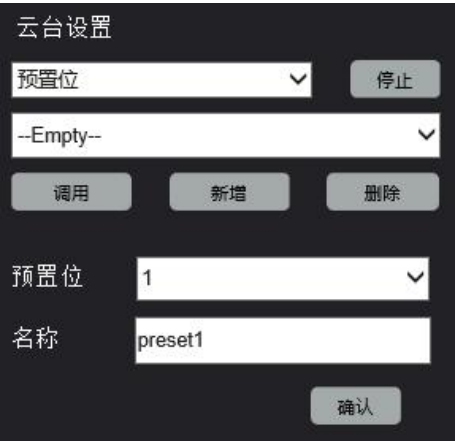 云台设置
预置位 停止
--Empty--
调用 新增 删除
预置位 1
名称 preset1
确认